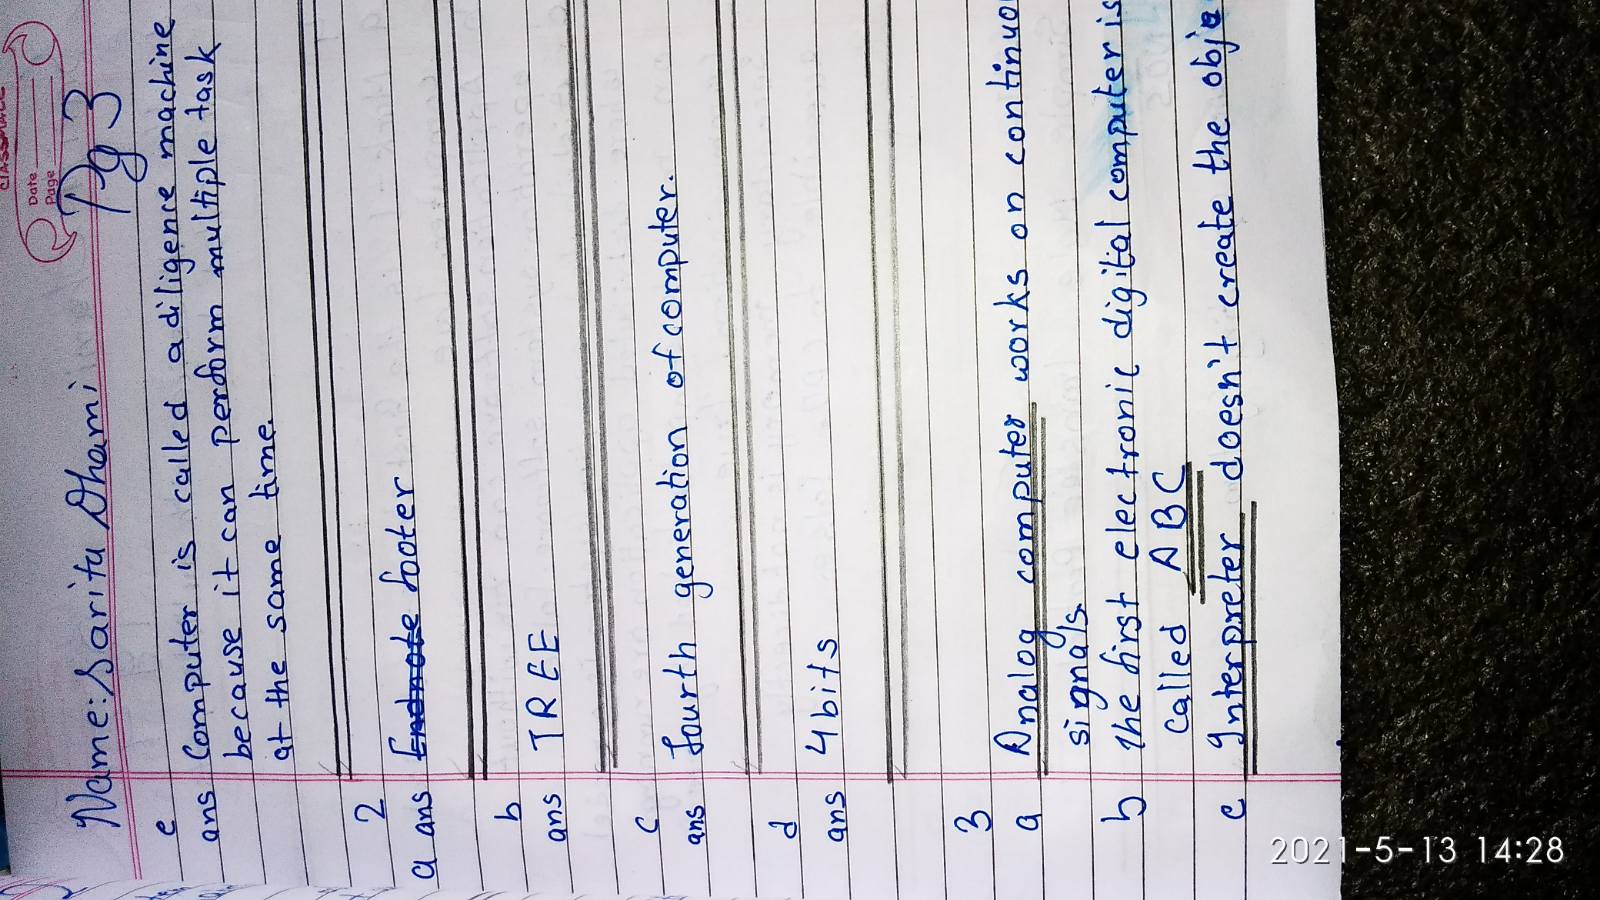 classmate
Date
Page
Pg 3
Name: Sarita Dhami
e
ans Computer is called a diligence machine
because it can perform multiple task
at the same time.
2
a ans Endnote footer
b
ans TREE
c
ans fourth generation of computer.
d
ans 4 bits
3
a Analog computer works on continuo
signals.
b The first electronic digital computer is
called ABC
c Interpreter doesn't create the obje
2021-5-13 14:28